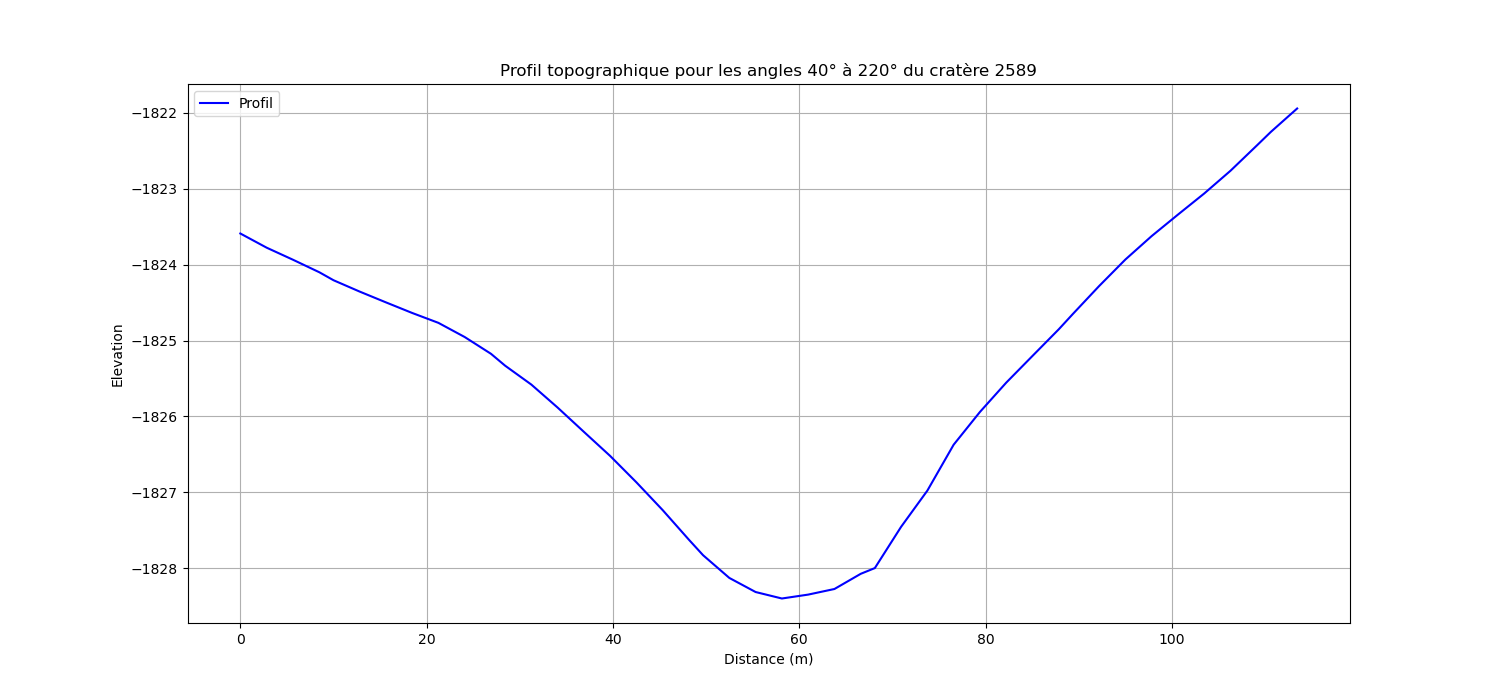 Profil topographique pour les angles 40° à 220° du cratère 2589
Profil
−1822
−1823
−1824
−1825
−1826
−1827
−1828
Elevation
0 20 40 60 80 100
Distance (m)